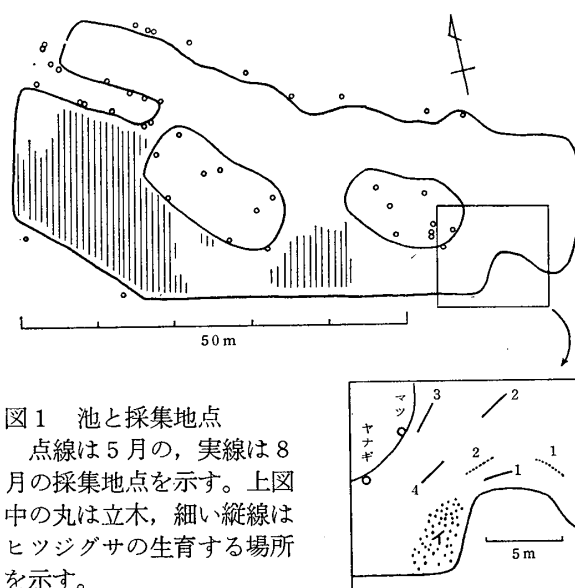 50m
図1 池と採集地点
点線は5月の,実線は8
月の採集地点を示す。上図
中の丸は立木,細い縦線は
ヒツジグサの生育する場所
を示す。
マツ
ヤナギ
3
2
4
2
1
1
イ
5m